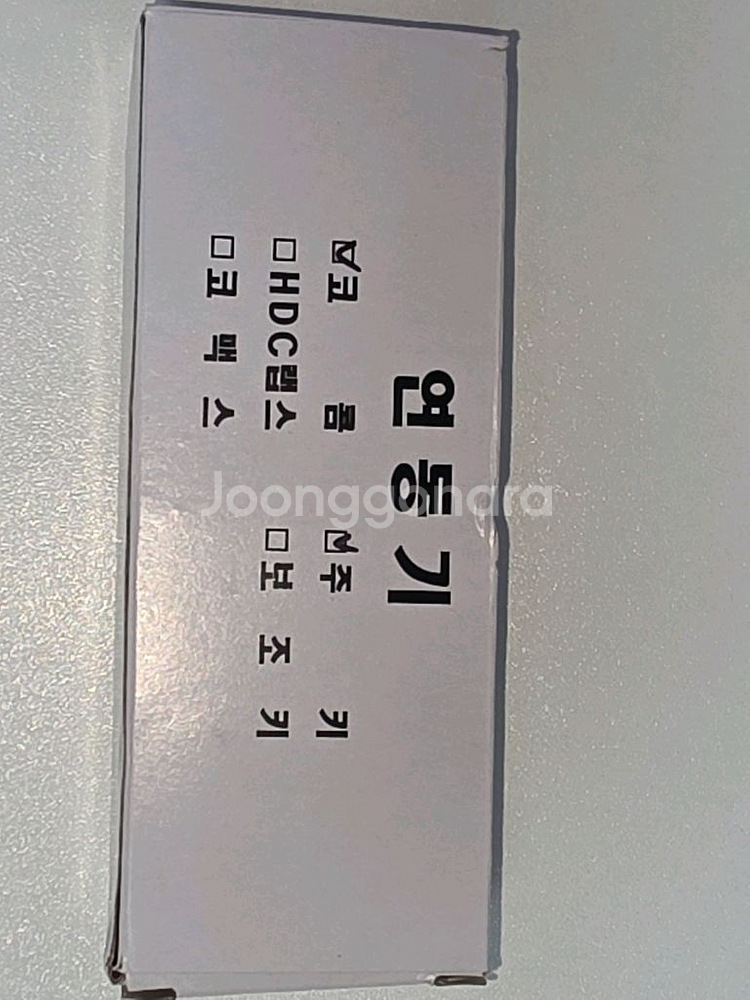 연동기
☑코 콤 ☑주 키
☐HDC랩스 ☐보 조 키
☐코 맥 스
Joonggonara